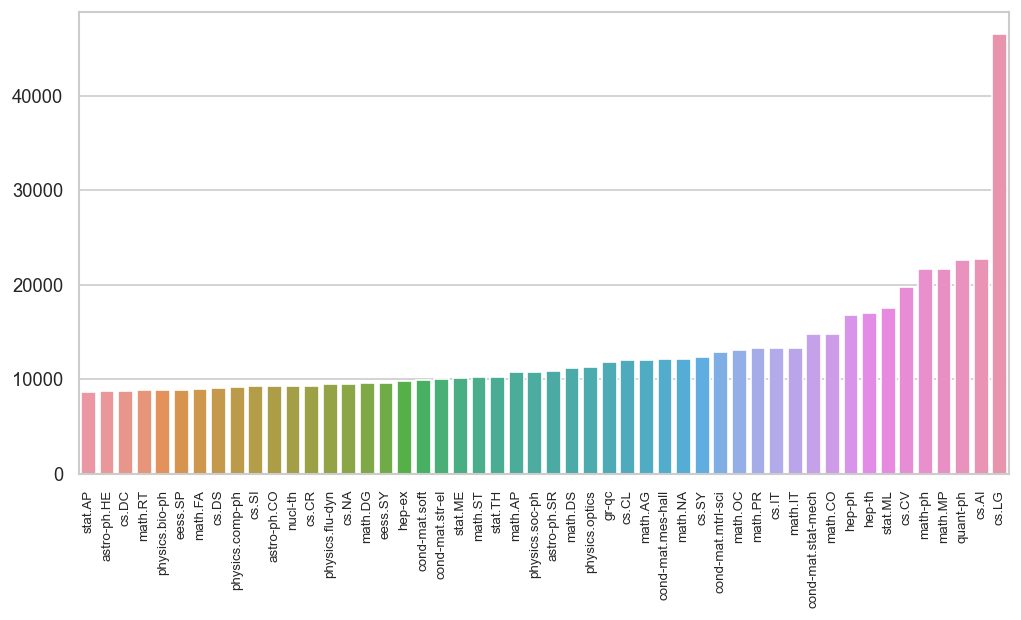 40000
30000
20000
10000
0
stat.AP
astro-ph.HE
cs.DC
math.RT
physics.bio-ph
eess.SP
math.FA
cs.DS
physics.comp-ph
cs.SI
astro-ph.CO
nucl-th
cs.CR
physics.flu-dyn
cs.NA
math.DG
eess.SY
hep-ex
cond-mat.soft
cond-mat.str-el
stat.ME
math.ST
stat.TH
math.AP
physics.soc-ph
astro-ph.SR
math.DS
physics.optics
gr-qc
cs.CL
math.AG
cond-mat.mes-hall
math.NA
cs.SY
cond-mat.mtrl-sci
math.OC
math.PR
cs.IT
math.IT
cond-mat.stat-mech
math.CO
hep-ph
hep-th
stat.ML
cs.CV
math-ph
math.MP
quant-ph
cs.AI
cs.LG